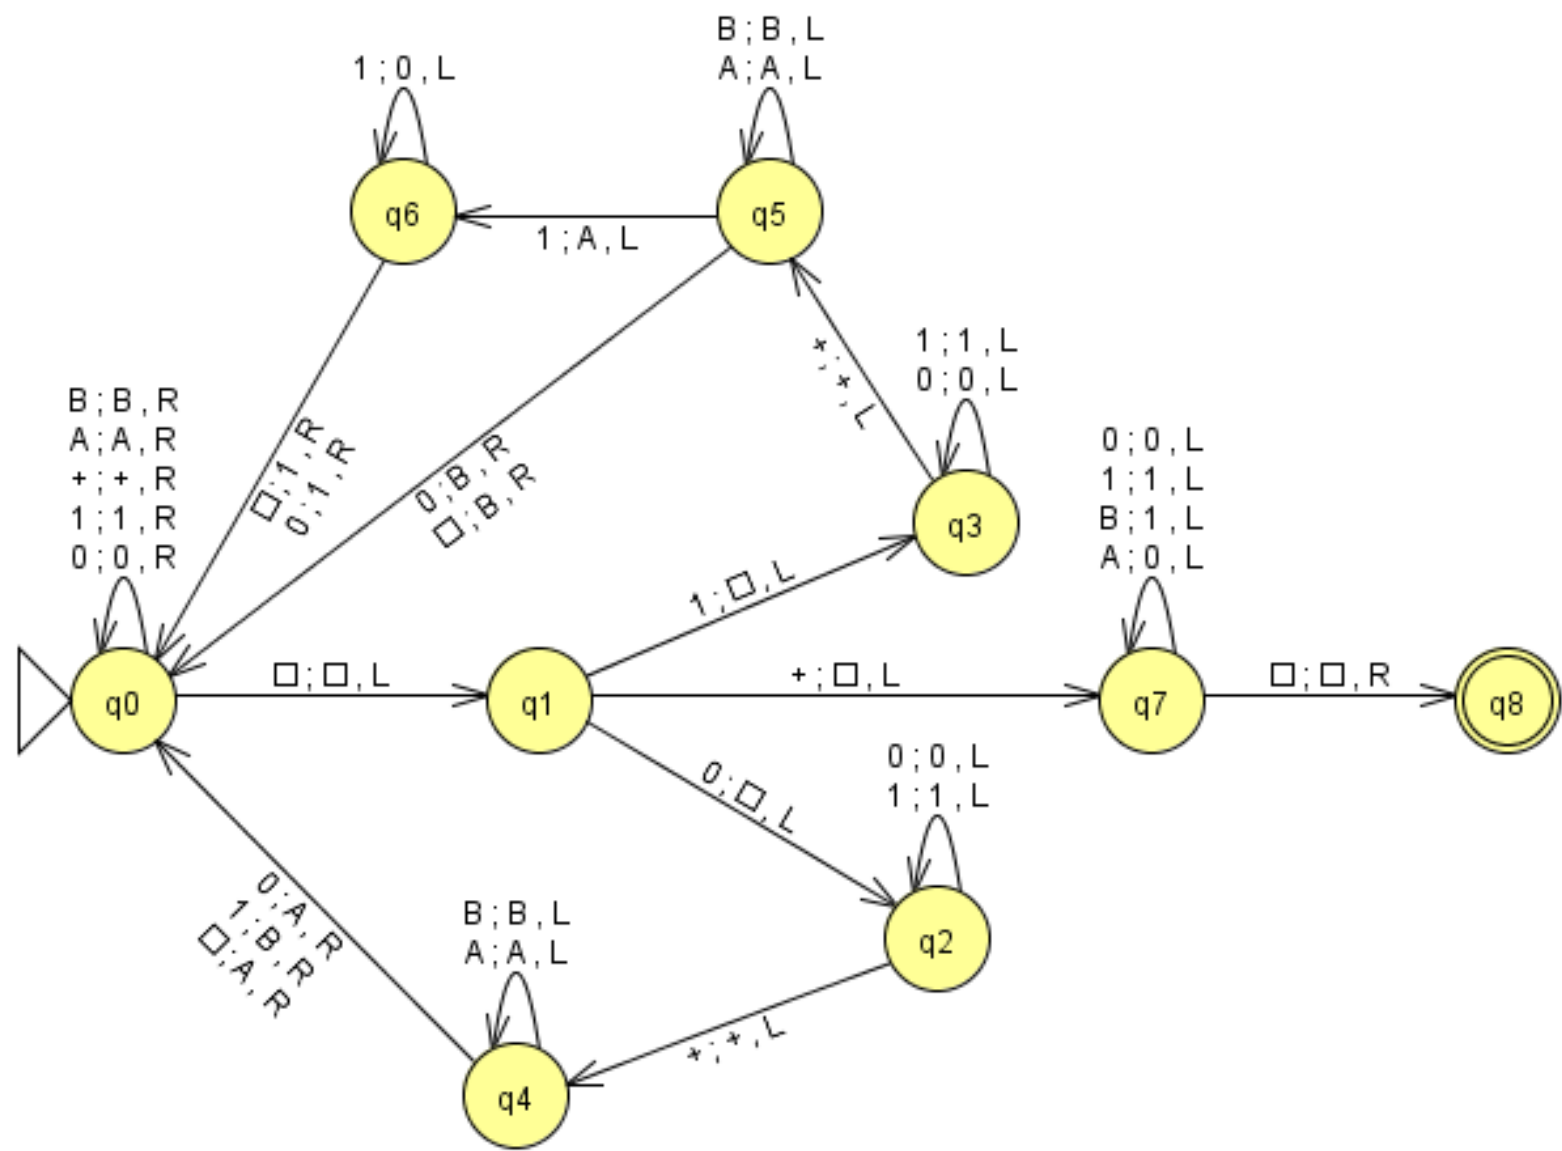 B ; B , L
A ; A , L
1 ; 0 , L
q6
q5
1 ; A , L
+ ; + , L
1 ; 1 , L
0 ; 0 , L
q3
□ ; 1 , R
0 ; 1 , R
0 ; B , R
□ ; B , R
B ; B , R
A ; A , R
+ ; + , R
1 ; 1 , R
0 ; 0 , R
0 ; 0 , L
1 ; 1 , L
B ; 1 , L
A ; 0 , L
1 ; □ , L
q0
□ ; □ , L
q1
+ ; □ , L
q7
□ ; □ , R
q8
0 ; □ , L
0 ; 0 , L
1 ; 1 , L
q2
0 ; A , R
1 ; B , R
□ ; A , R
B ; B , L
A ; A , L
+ ; + , L
q4